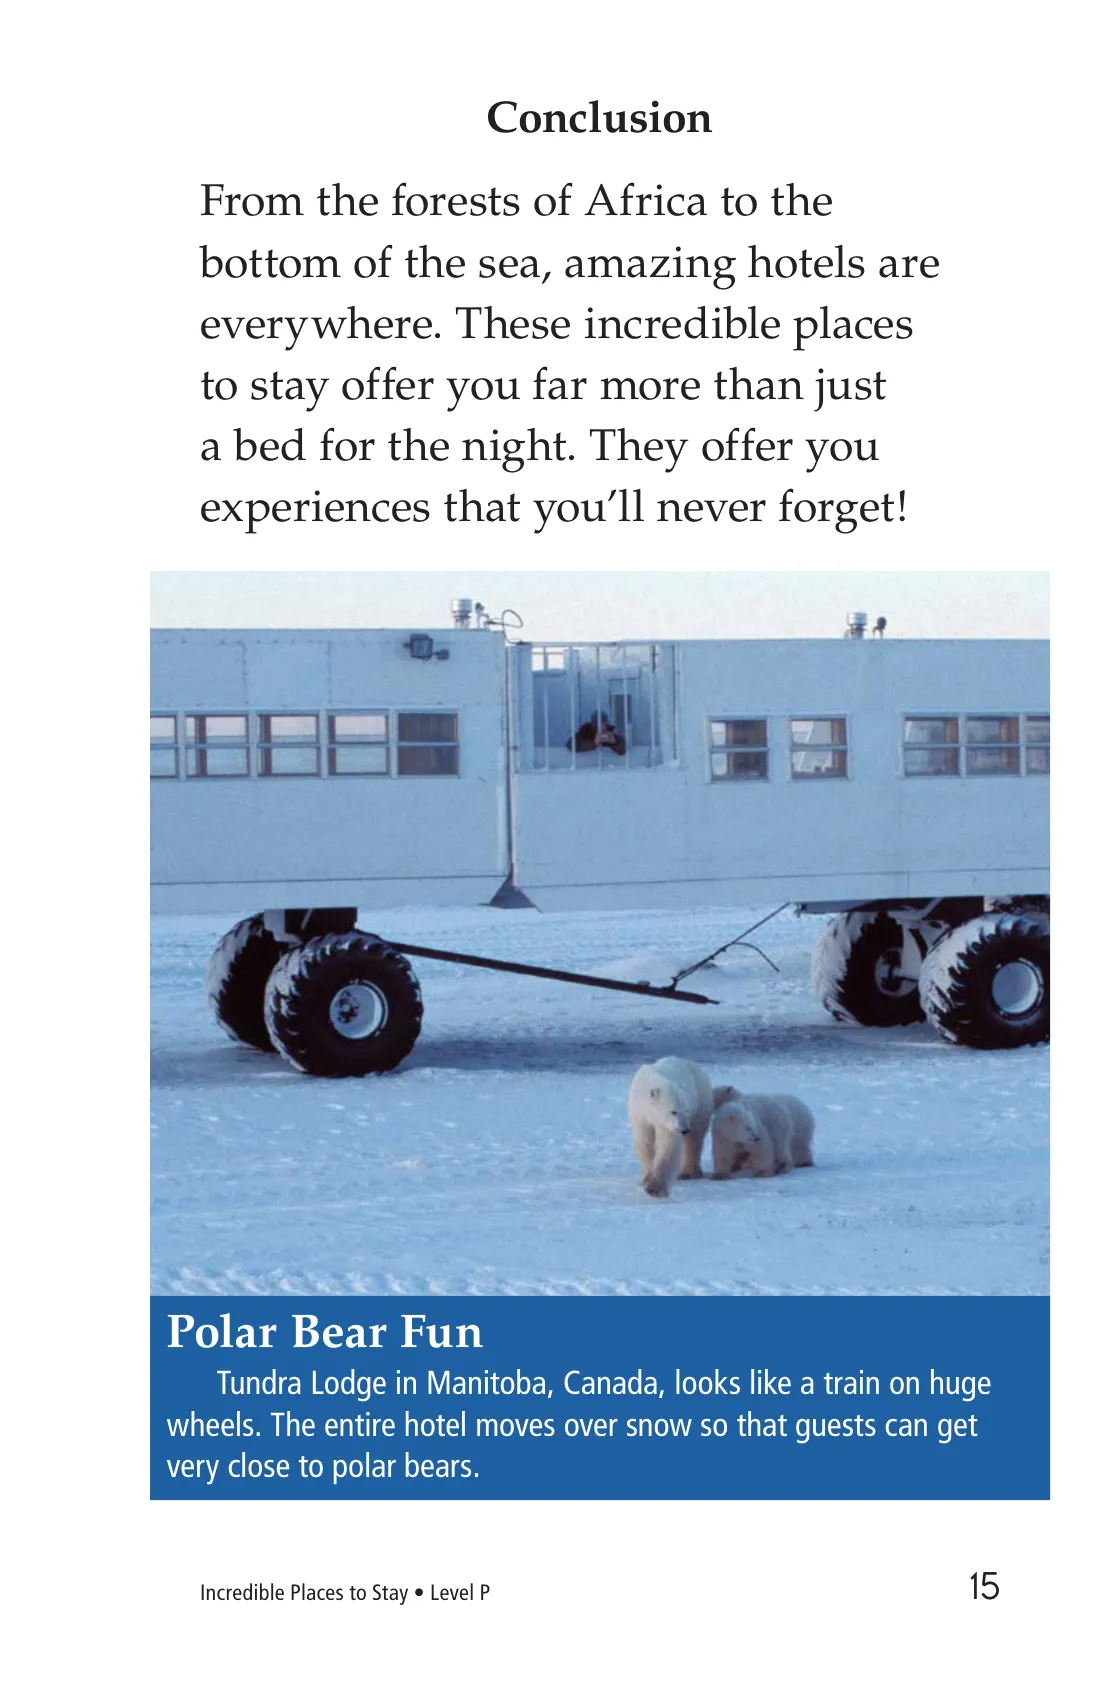 Conclusion
From the forests of Africa to the
bottom of the sea, amazing hotels are
everywhere. These incredible places
to stay offer you far more than just
a bed for the night. They offer you
experiences that you’ll never forget!
Polar Bear Fun
Tundra Lodge in Manitoba, Canada, looks like a train on huge
wheels. The entire hotel moves over snow so that guests can get
very close to polar bears.
Incredible Places to Stay • Level P
15